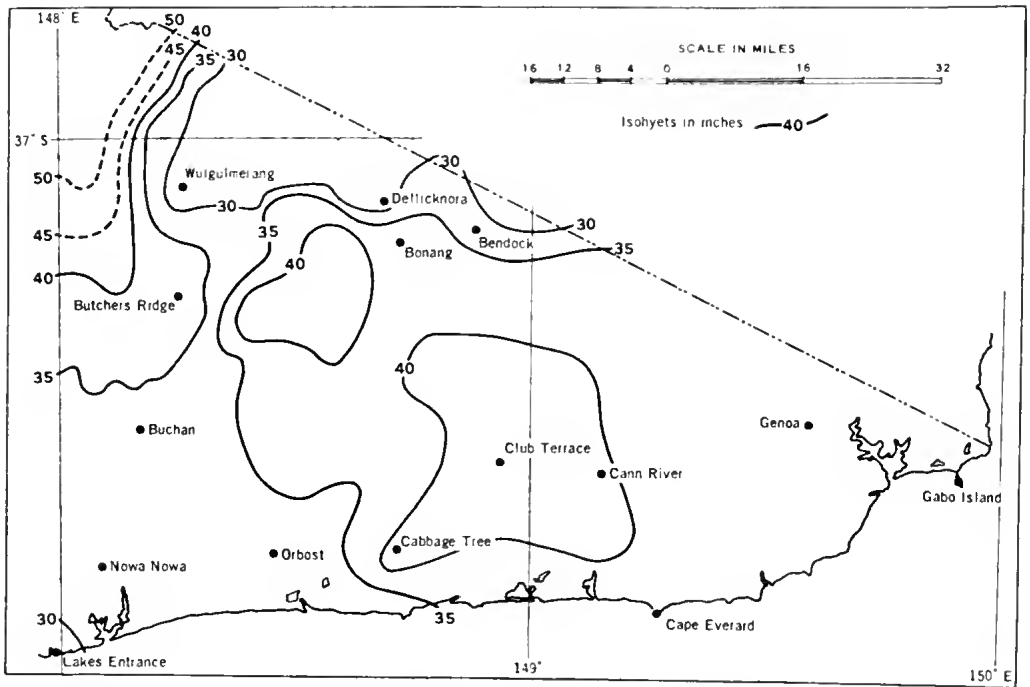 148° E
50
40
45
35
30
SCALE IN MILES
16 12 8 4 0 16 32
Isohyets in inches 40
37° S
50
Wulgulmerang
30
30
Dellicknora
30
35
45
35
Bendock
Bonang
40
40
Butchers Ridge
35
40
Buchan
Genoa
Club Terrace
Cann River
Gabo Island
Cabbage Tree
Orbost
Nowa Nowa
30
35
Cape Everard
Lakes Entrance
149°
150° E